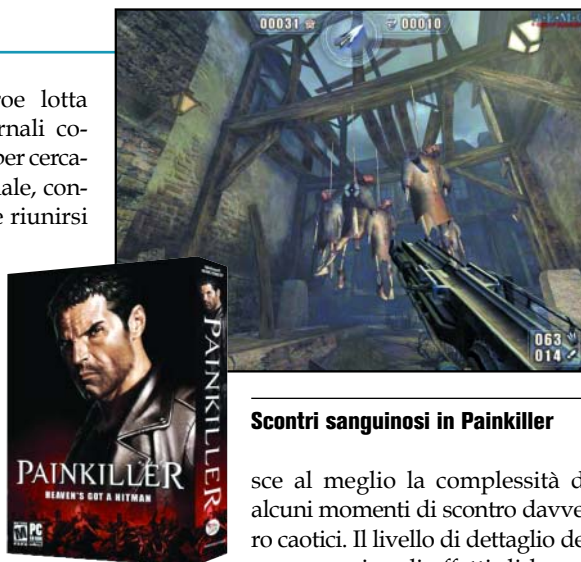 roe lotta
rnali co-
per cerca-
ale, con-
e riunirsi
00031
00010
063
014
PAINKILLER
PAINKILLER
HEAVEN'S GOT A HITMAN
M
PC
Scontri sanguinosi in Painkiller
sce al meglio la complessità d
alcuni momenti di scontro davve
ro caotici. Il livello di dettaglio de